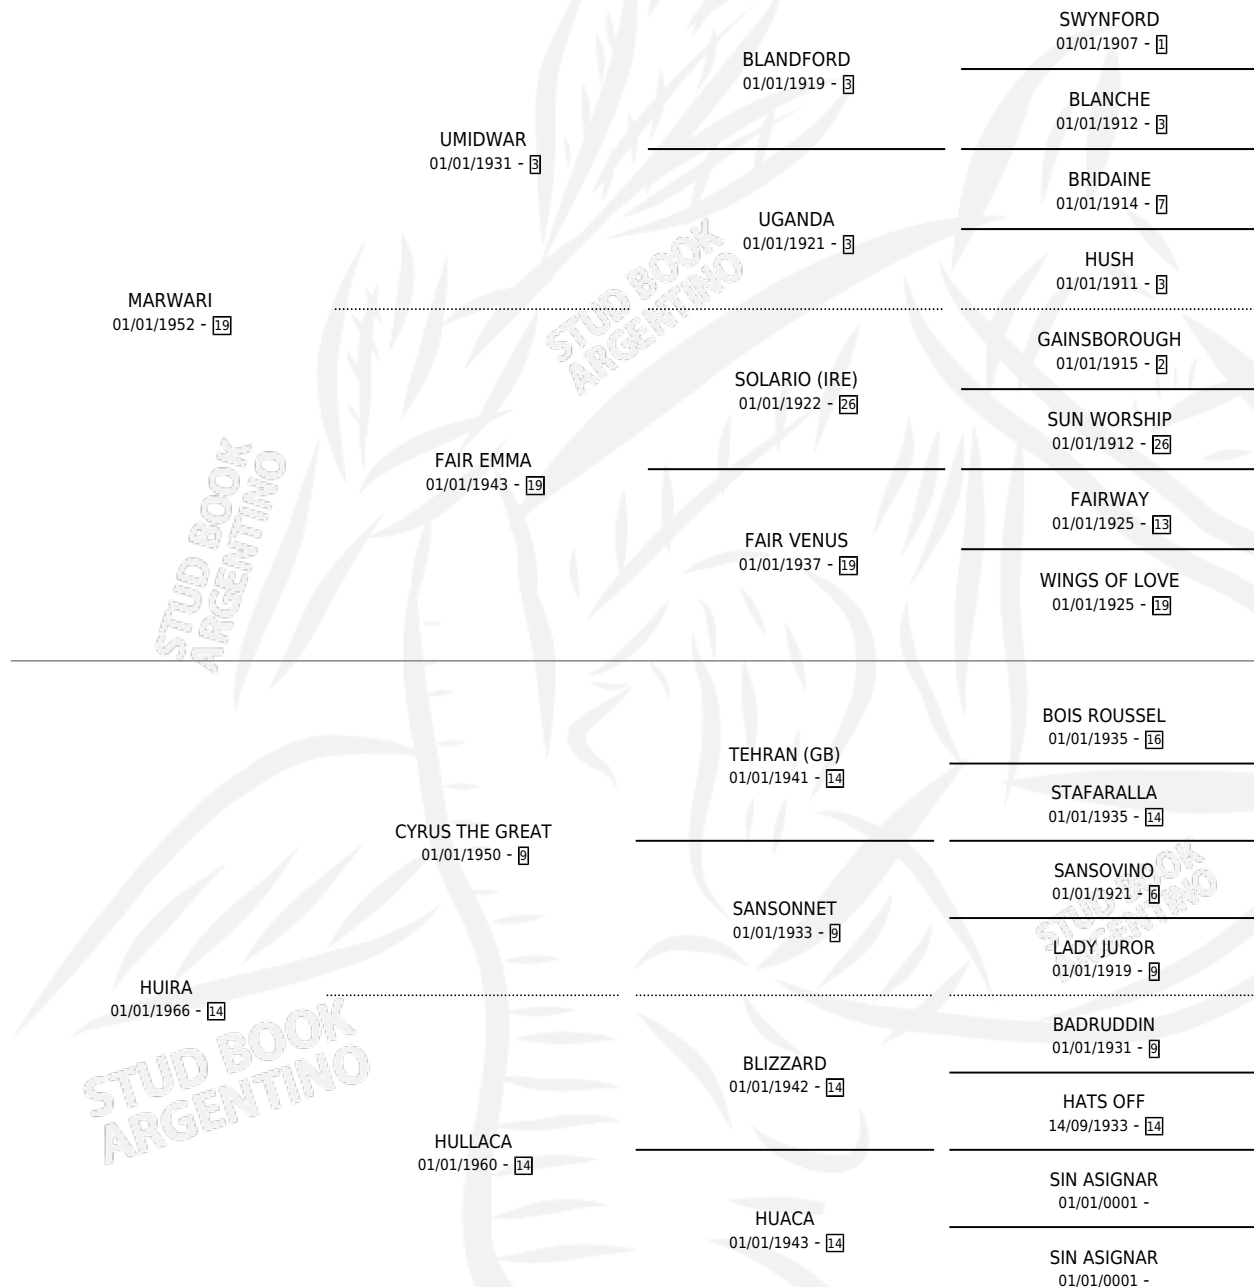 SWYNFORD
01/01/1907 - 1
BLANDFORD
01/01/1919 - 3
BLANCHE
01/01/1912 - 3
UMIDWAR
01/01/1931 - 3
BRIDAINE
01/01/1914 - 7
UGANDA
01/01/1921 - 3
HUSH
01/01/1911 - 3
MARWARI
01/01/1952 - 19
GAINSBOROUGH
01/01/1915 - 2
SOLARIO (IRE)
01/01/1922 - 26
SUN WORSHIP
01/01/1912 - 26
FAIR EMMA
01/01/1943 - 19
FAIRWAY
01/01/1925 - 13
FAIR VENUS
01/01/1937 - 19
WINGS OF LOVE
01/01/1925 - 19
STUD BOOK
ARGENTINO
STUD BOOK
ARGENTINO
BOIS ROUSSEL
01/01/1935 - 16
TEHRAN (GB)
01/01/1941 - 14
STAFARALLA
01/01/1935 - 14
CYRUS THE GREAT
01/01/1950 - 9
SANSOVINO
01/01/1921 - 6
SANSONNET
01/01/1933 - 9
LADY JUROR
01/01/1919 - 9
STUD BOOK
ARGENTINO
HUIRA
01/01/1966 - 14
BADRUDDIN
01/01/1931 - 9
BLIZZARD
01/01/1942 - 14
HATS OFF
14/09/1933 - 14
STUD BOOK
ARGENTINO
HULLACA
01/01/1960 - 14
SIN ASIGNAR
01/01/0001 -
HUACA
01/01/1943 - 14
SIN ASIGNAR
01/01/0001 -